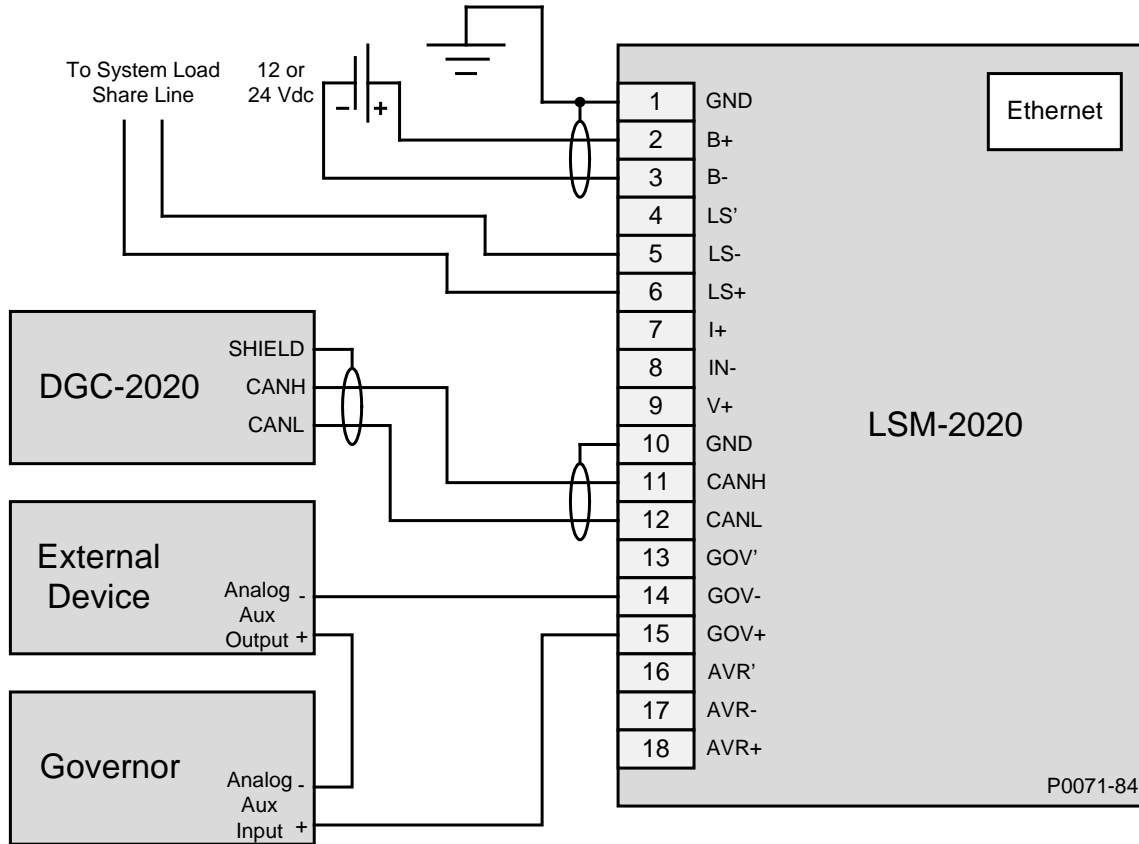 To System Load
Share Line
12 or
24 Vdc
- +
Ethernet
1 GND
2 B+
3 B-
4 LS’
5 LS-
6 LS+
7 I+
8 IN-
9 V+
10 GND
11 CANH
12 CANL
13 GOV’
14 GOV-
15 GOV+
16 AVR’
17 AVR-
18 AVR+
LSM-2020
P0071-84
DGC-2020
SHIELD
CANH
CANL
External
Device
Analog -
Aux
Output +
Governor
Analog -
Aux
Input +